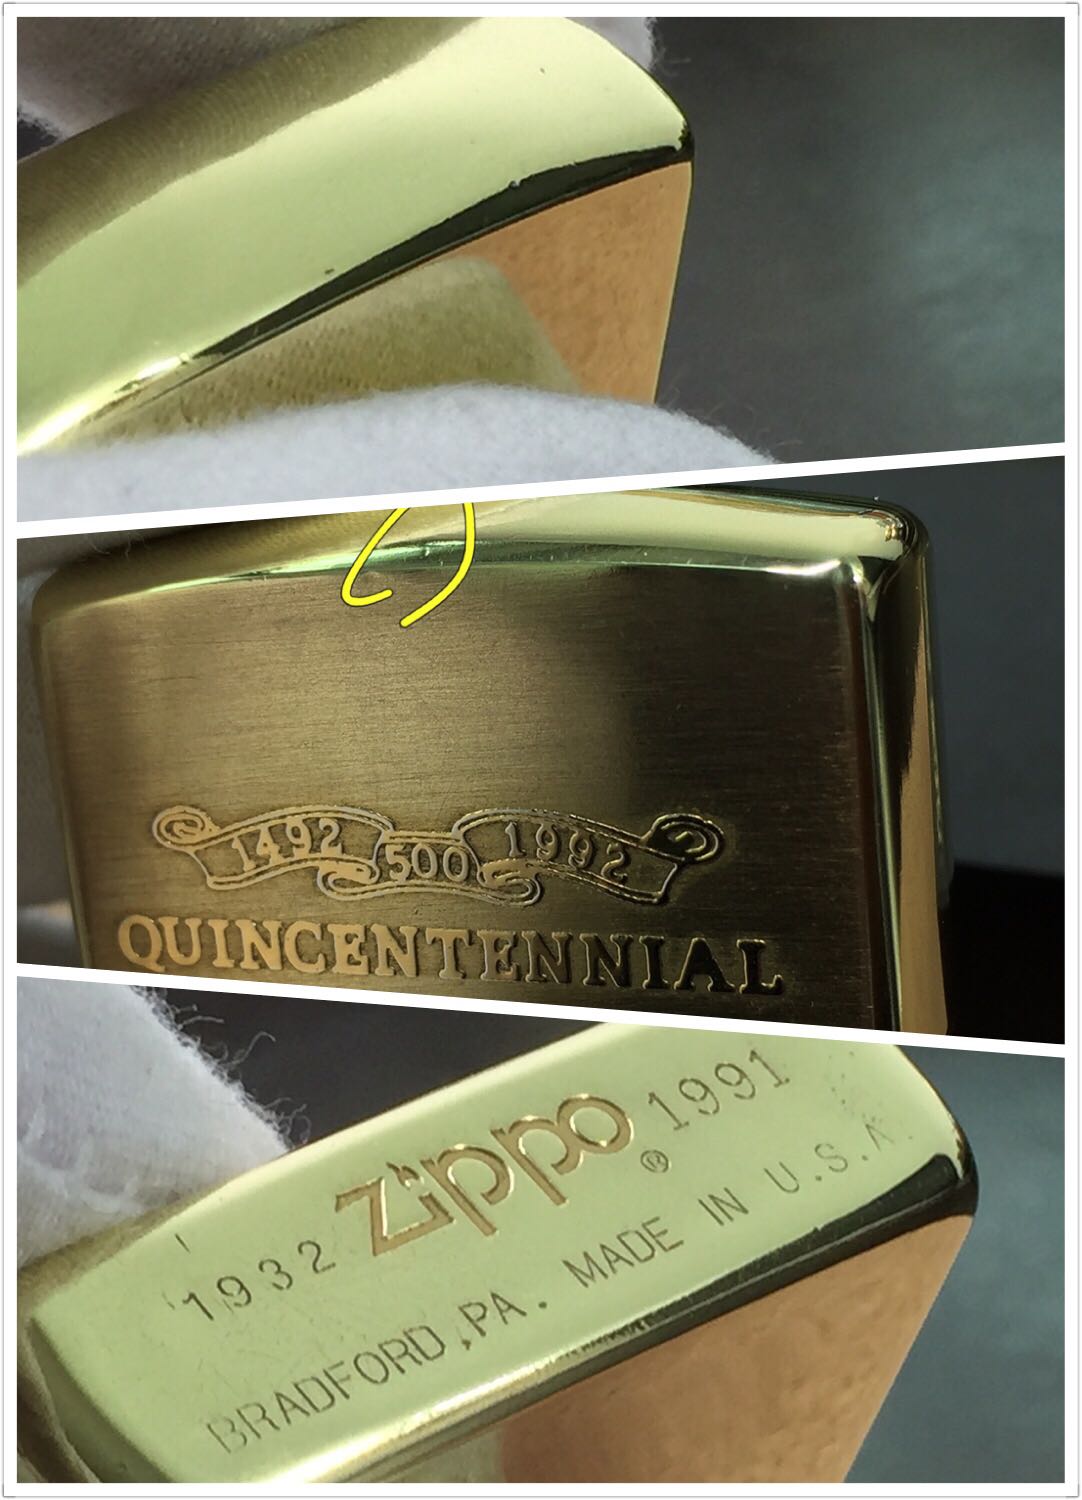 1492 500 1992
QUINCENTENNIAL
1932 Zippo ® 1991
BRADFORD, PA. MADE IN U.S.A.